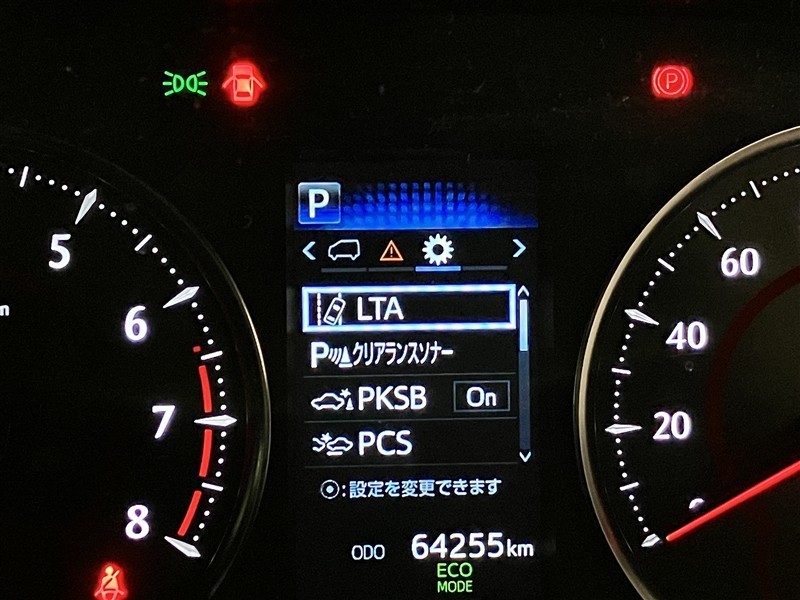 P
P
LTA
P クリアランスソナー
PKSB On
PCS
◉:設定を変更できます
ODO 64255km
ECO
MODE
5
6
7
8
60
40
20